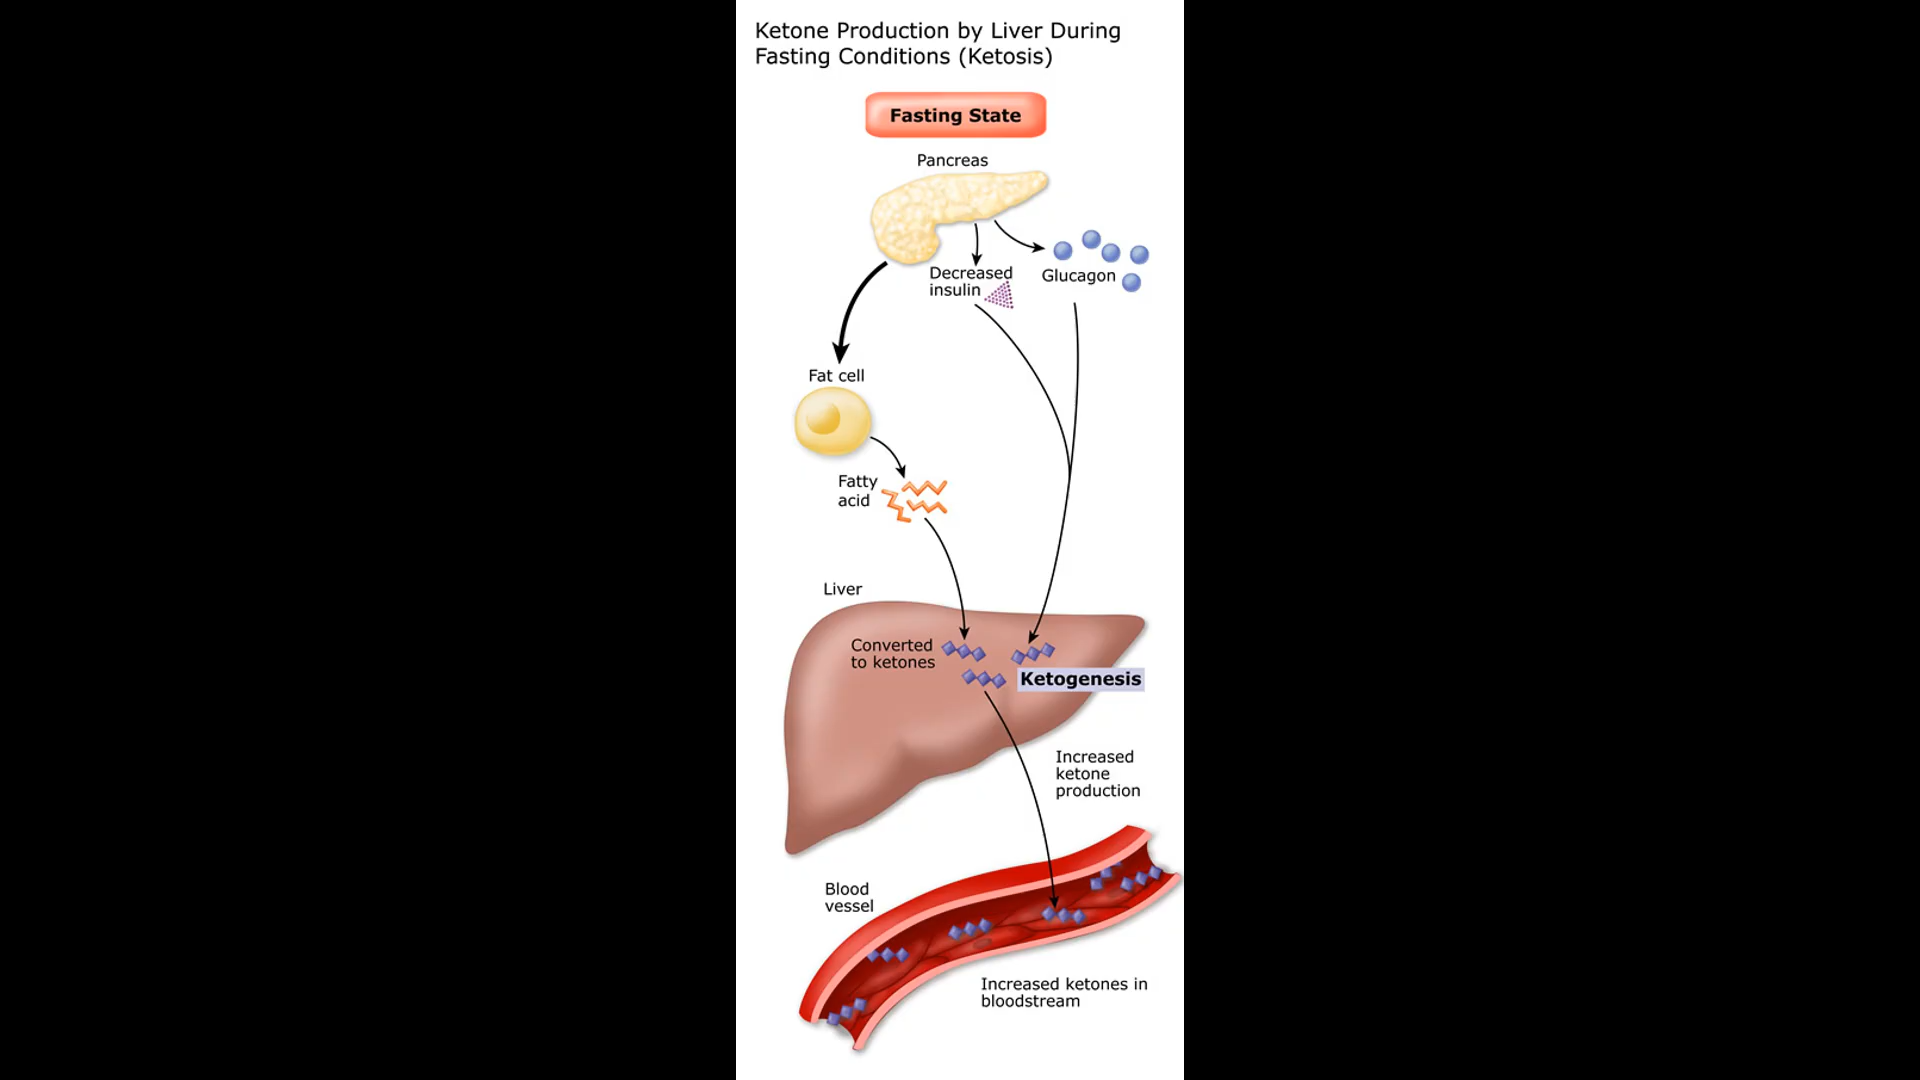 Ketone Production by Liver During
Fasting Conditions (Ketosis)
Fasting State
Pancreas
Decreased
insulin
Glucagon
Fat cell
Fatty
acid
Liver
Converted
to ketones
Ketogenesis
Increased
ketone
production
Blood
vessel
Increased ketones in
bloodstream